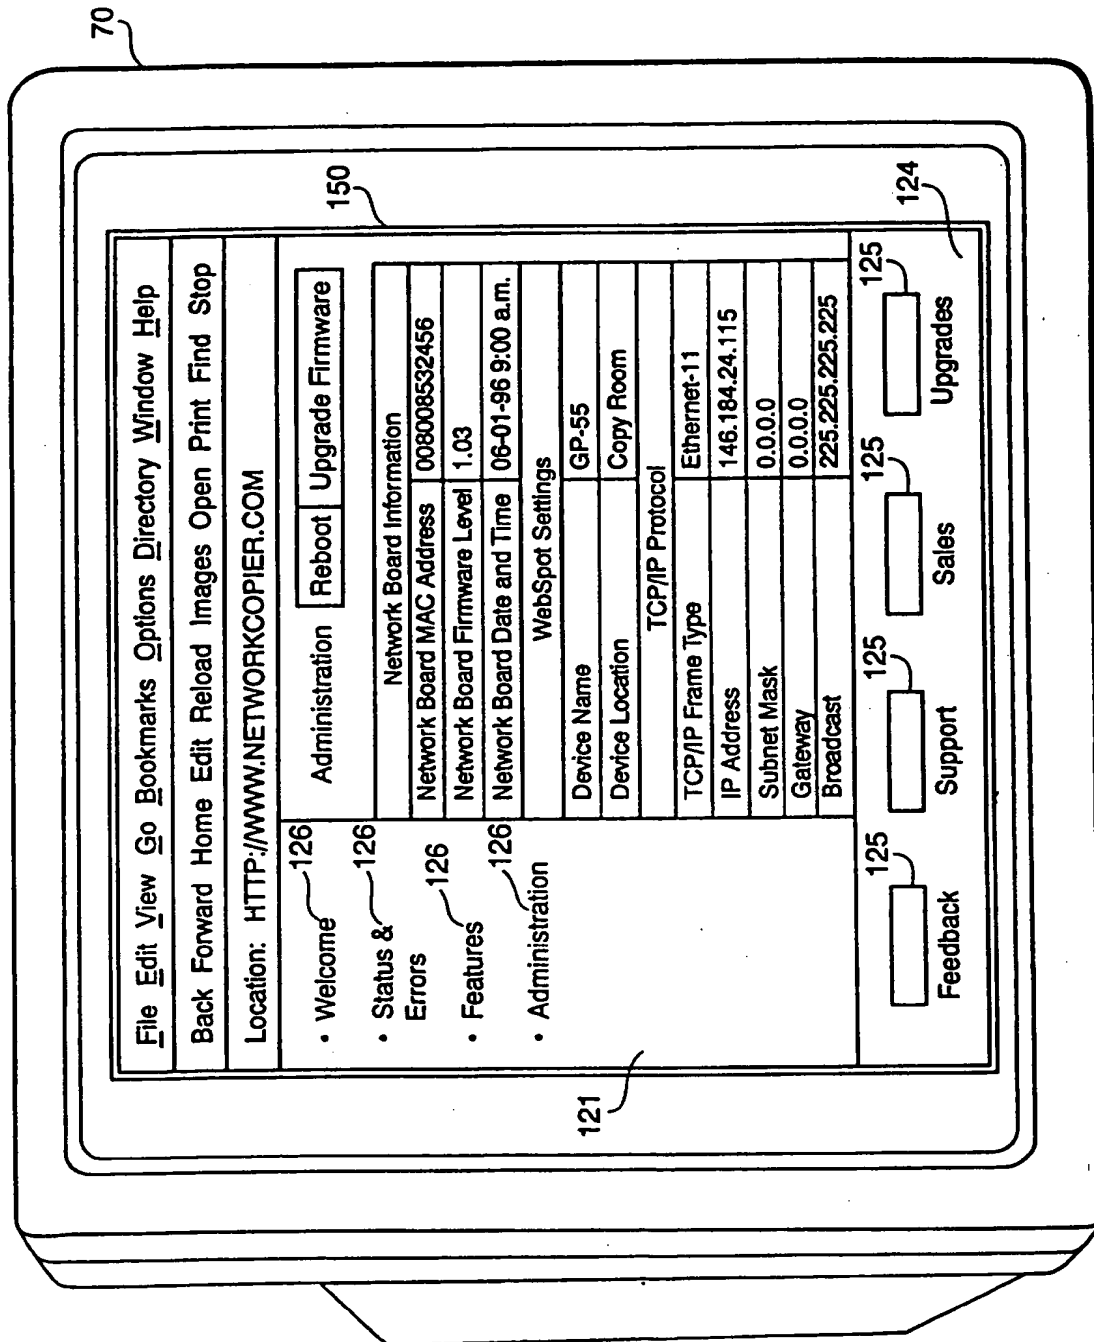 70
150
File Edit View Go Bookmarks Options Directory Window Help
Back Forward Home Edit Reload Images Open Print Find Stop
Location: HTTP://WWW.NETWORKCOPIER.COM
• Welcome 126
• Status & Errors 126
• Features 126
• Administration 126
121
Administration Reboot Upgrade Firmware
Network Board Information
Network Board MAC Address 008008532456
Network Board Firmware Level 1.03
Network Board Date and Time 06-01-96 9:00 a.m.
WebSpot Settings
Device Name GP-55
Device Location Copy Room
TCP/IP Protocol
TCP/IP Frame Type Ethernet-11
IP Address 146.184.24.115
Subnet Mask 0.0.0.0
Gateway 0.0.0.0
Broadcast 225.225.225.225
125 125 125 125
124
Feedback Support Sales Upgrades